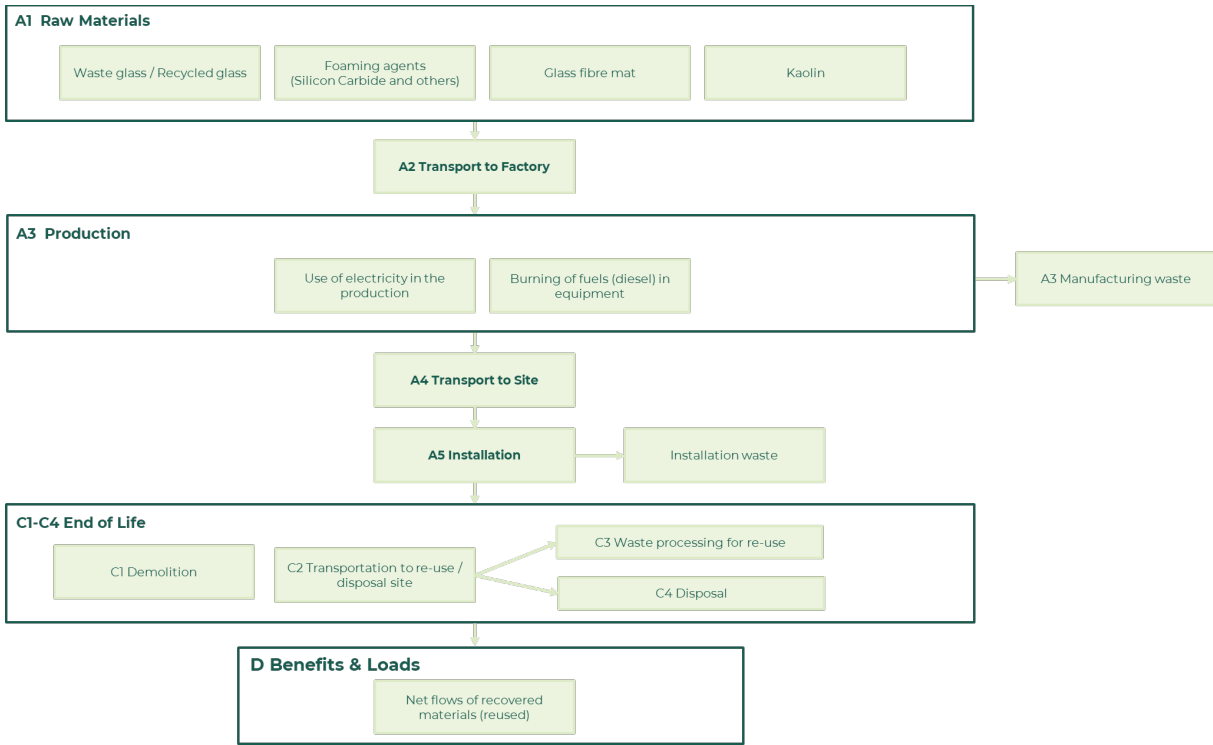 A1 Raw Materials
Waste glass / Recycled glass
Foaming agents
(Silicon Carbide and others)
Glass fibre mat
Kaolin
A2 Transport to Factory
A3 Production
Use of electricity in the
production
Burning of fuels (diesel) in
equipment
A3 Manufacturing waste
A4 Transport to Site
A5 Installation
Installation waste
C1-C4 End of Life
C1 Demolition
C2 Transportation to re-use /
disposal site
C3 Waste processing for re-use
C4 Disposal
D Benefits & Loads
Net flows of recovered
materials (reused)